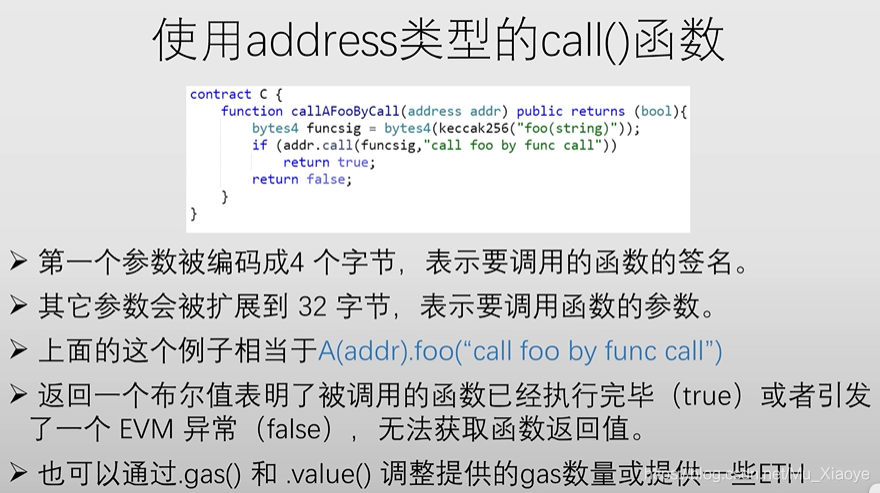 使用address类型的call()函数
contract C {
function callAFooByCall(address addr) public returns (bool){
bytes4 funcsig = bytes4(keccak256("foo(string)"));
if (addr.call(funcsig,"call foo by func call"))
return true;
return false;
}
}
➢ 第一个参数被编码成4 个字节，表示要调用的函数的签名。
➢ 其它参数会被扩展到 32 字节，表示要调用函数的参数。
➢ 上面的这个例子相当于A(addr).foo(“call foo by func call”)
➢ 返回一个布尔值表明了被调用的函数已经执行完毕（true）或者引发
了一个 EVM 异常（false），无法获取函数返回值。
➢ 也可以通过.gas() 和 .value() 调整提供的gas数量或提供一些ETH
https://blog.csdn.net/Mu_Xiaoye